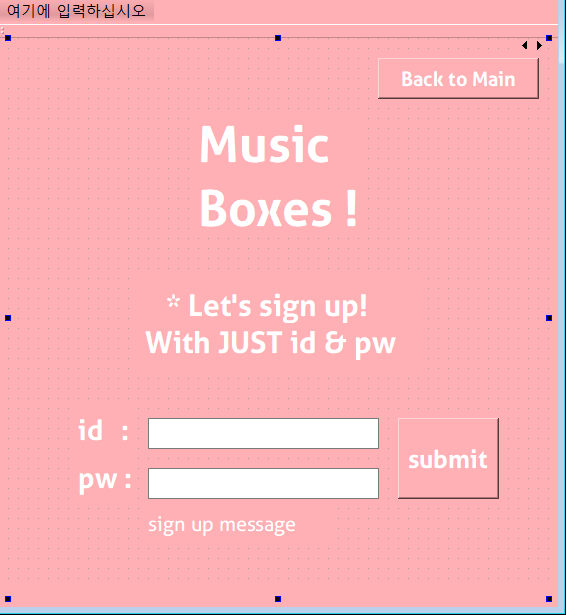 여기에 입력하십시오
Back to Main
Music
Boxes !
* Let's sign up!
With JUST id & pw
id :
submit
pw :
sign up message